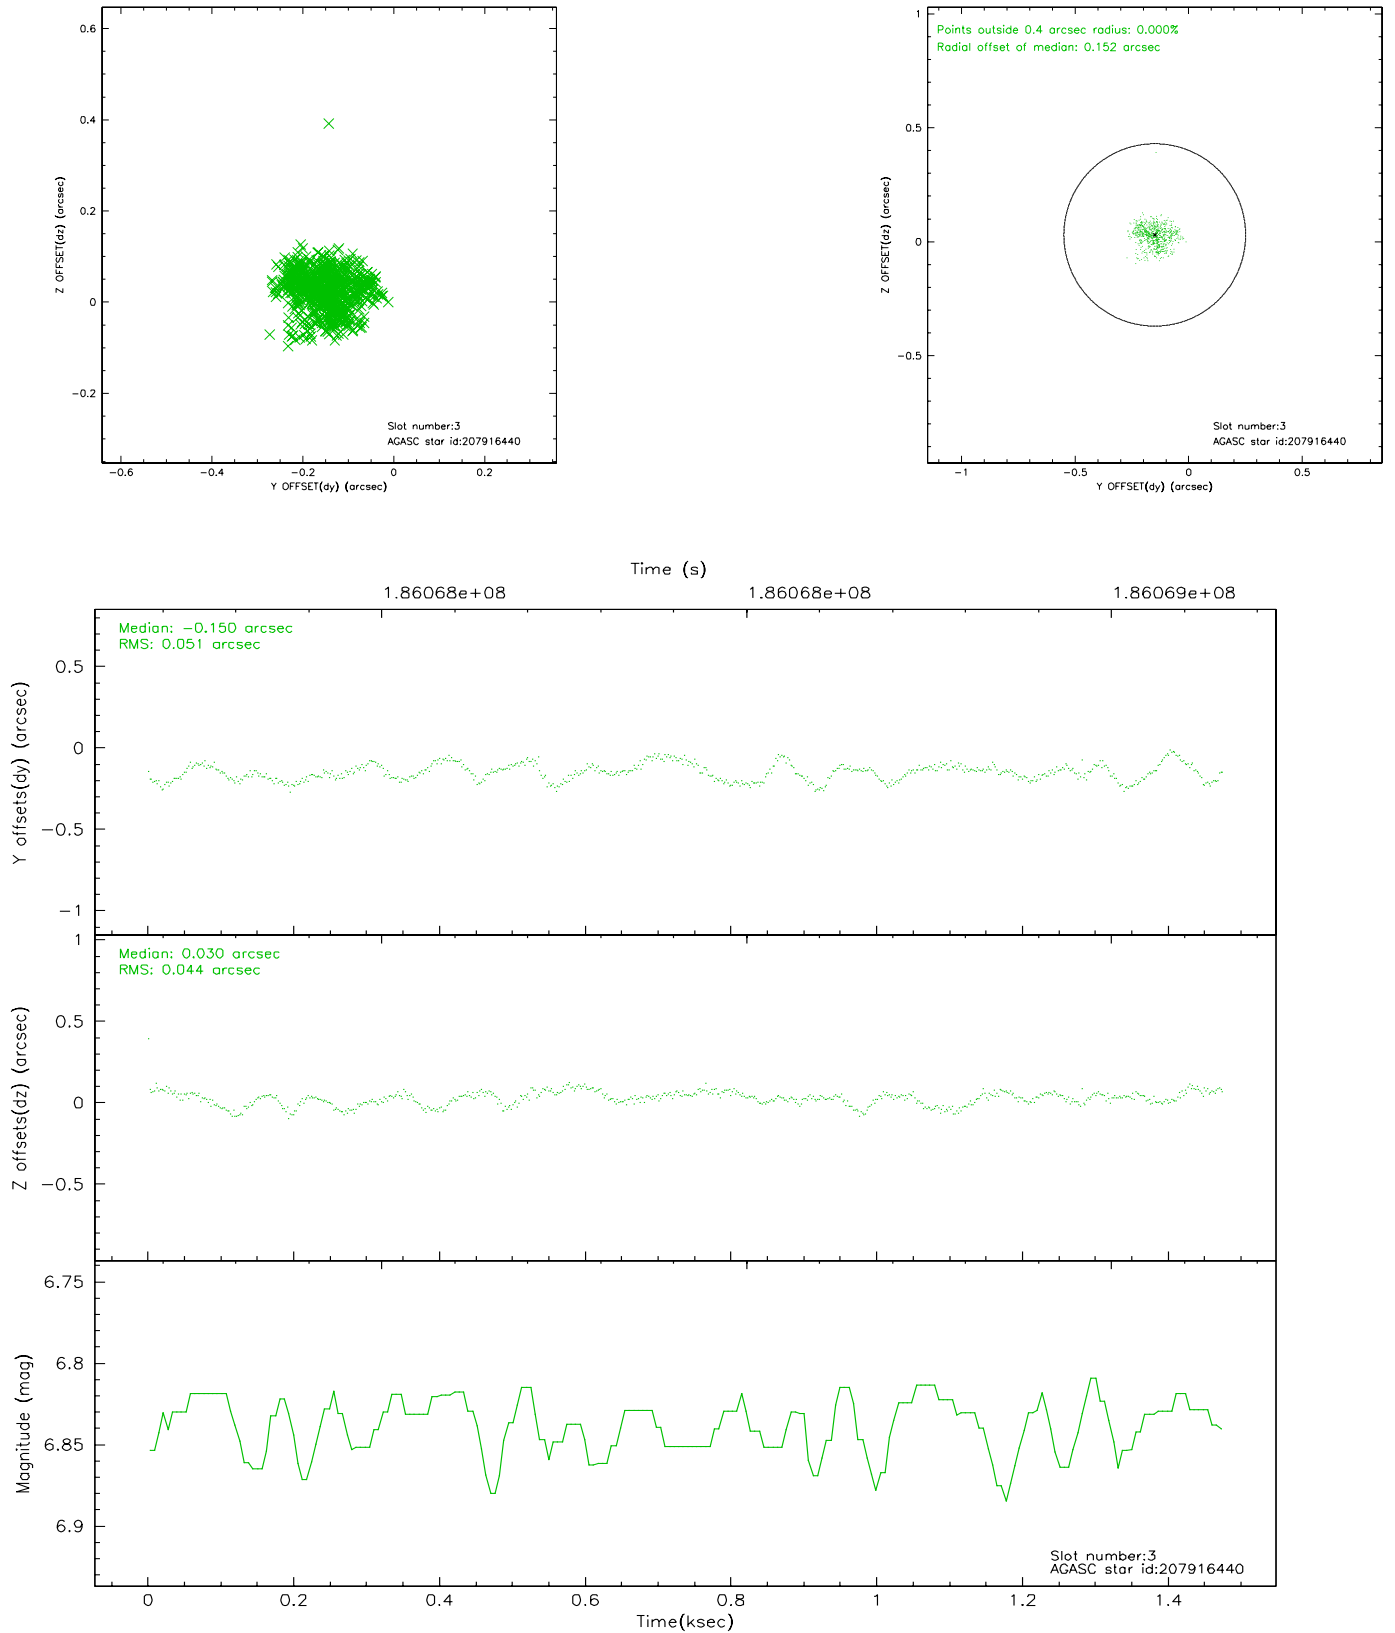 0.6
0.4
0.2
0
−0.2
Z OFFSET(dz) (arcsec)
Slot number:3
AGASC star id:207916440
−0.6 −0.4 −0.2 0 0.2
Y OFFSET(dy) (arcsec)
Points outside 0.4 arcsec radius: 0.000%
Radial offset of median: 0.152 arcsec
1
0.5
0
−0.5
Z OFFSET(dz) (arcsec)
Slot number:3
AGASC star id:207916440
−1 −0.5 0 0.5
Y OFFSET(dy) (arcsec)
Time (s)
1.86068e+08 1.86068e+08 1.86069e+08
Median: −0.150 arcsec
RMS: 0.051 arcsec
0.5
0
−0.5
−1
Y offsets(dy) (arcsec)
Median: 0.030 arcsec
RMS: 0.044 arcsec
1
0.5
0
−0.5
Z offsets(dz) (arcsec)
6.75
6.8
6.85
6.9
Magnitude (mag)
Slot number:3
AGASC star id:207916440
0 0.2 0.4 0.6 0.8 1 1.2 1.4
Time(ksec)